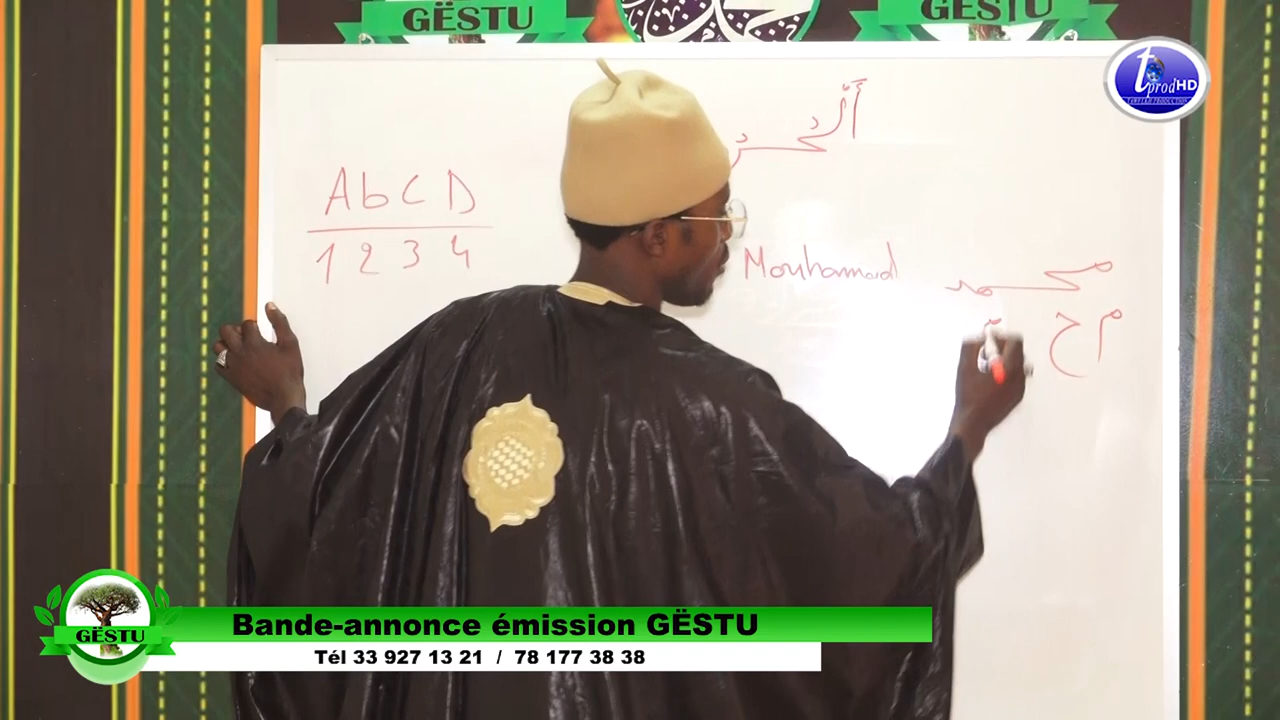 GËSTU
GËSTU
tprodHD
AbCD
1 2 3 4
Mouhamad
محمد
م ح م
GËSTU
Bande-annonce émission GËSTU
Tél 33 927 13 21 / 78 177 38 38